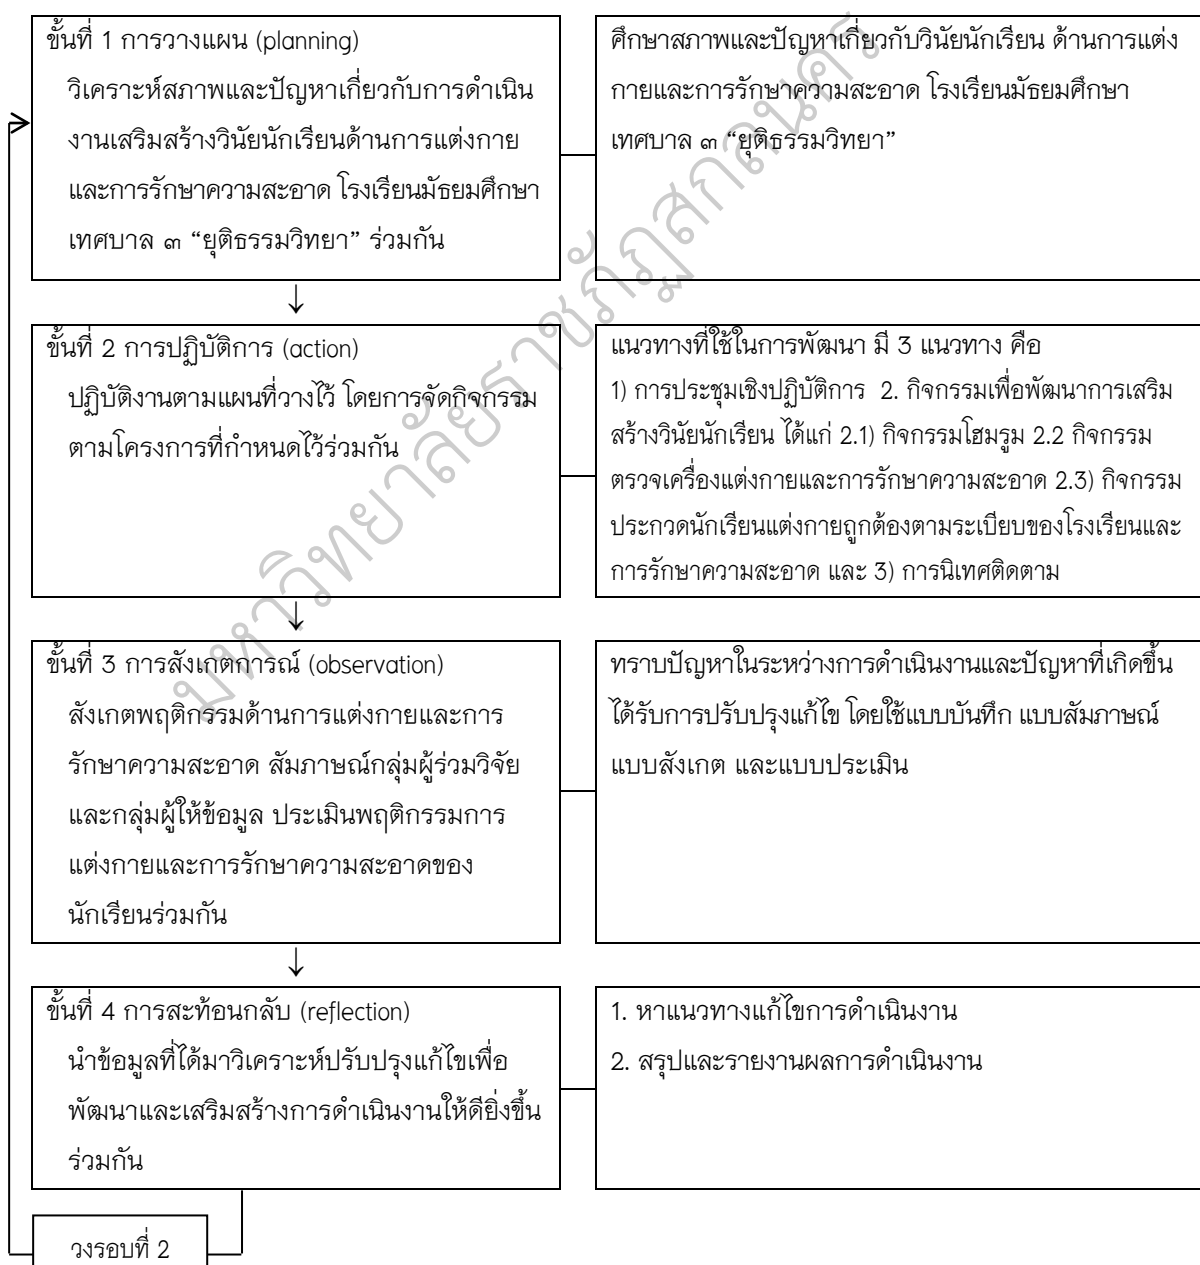 ขั้นที่ 1 การวางแผน (planning)
วิเคราะห์สภาพและปัญหาเกี่ยวกับการดำเนิน
งานเสริมสร้างวินัยนักเรียนด้านการแต่งกาย
และการรักษาความสะอาด โรงเรียนมัธยมศึกษา
เทศบาล ๓ “ยุติธรรมวิทยา” ร่วมกัน
ศึกษาสภาพและปัญหาเกี่ยวกับวินัยนักเรียน ด้านการแต่ง
กายและการรักษาความสะอาด โรงเรียนมัธยมศึกษา
เทศบาล ๓ “ยุติธรรมวิทยา”
ขั้นที่ 2 การปฏิบัติการ (action)
ปฏิบัติงานตามแผนที่วางไว้ โดยการจัดกิจกรรม
ตามโครงการที่กำหนดไว้ร่วมกัน
แนวทางที่ใช้ในการพัฒนา มี 3 แนวทาง คือ
1) การประชุมเชิงปฏิบัติการ 2. กิจกรรมเพื่อพัฒนาการเสริม
สร้างวินัยนักเรียน ได้แก่ 2.1) กิจกรรมโฮมรูม 2.2 กิจกรรม
ตรวจเครื่องแต่งกายและการรักษาความสะอาด 2.3) กิจกรรม
ประกวดนักเรียนแต่งกายถูกต้องตามระเบียบของโรงเรียนและ
การรักษาความสะอาด และ 3) การนิเทศติดตาม
ขั้นที่ 3 การสังเกตการณ์ (observation)
สังเกตพฤติกรรมด้านการแต่งกายและการ
รักษาความสะอาด สัมภาษณ์กลุ่มผู้ร่วมวิจัย
และกลุ่มผู้ให้ข้อมูล ประเมินพฤติกรรมการ
แต่งกายและการรักษาความสะอาดของ
นักเรียนร่วมกัน
ทราบปัญหาในระหว่างการดำเนินงานและปัญหาที่เกิดขึ้น
ได้รับการปรับปรุงแก้ไข โดยใช้แบบบันทึก แบบสัมภาษณ์
แบบสังเกต และแบบประเมิน
ขั้นที่ 4 การสะท้อนกลับ (reflection)
นำข้อมูลที่ได้มาวิเคราะห์ปรับปรุงแก้ไขเพื่อ
พัฒนาและเสริมสร้างการดำเนินงานให้ดียิ่งขึ้น
ร่วมกัน
1. หาแนวทางแก้ไขการดำเนินงาน
2. สรุปและรายงานผลการดำเนินงาน
วงรอบที่ 2
มหาวิทยาลัยราชภัฏสกลนคร